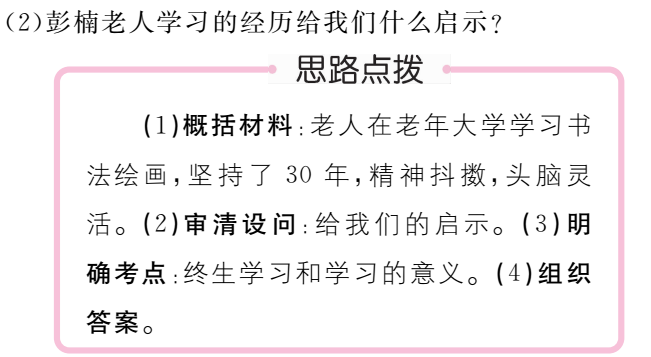 (2)彭楠老人学习的经历给我们什么启示?
思路点拨
(1)概括材料:老人在老年大学学习书
法绘画,坚持了 30 年,精神抖擞,头脑灵
活。(2)审清设问:给我们的启示。(3)明
确考点:终生学习和学习的意义。(4)组织
答案。